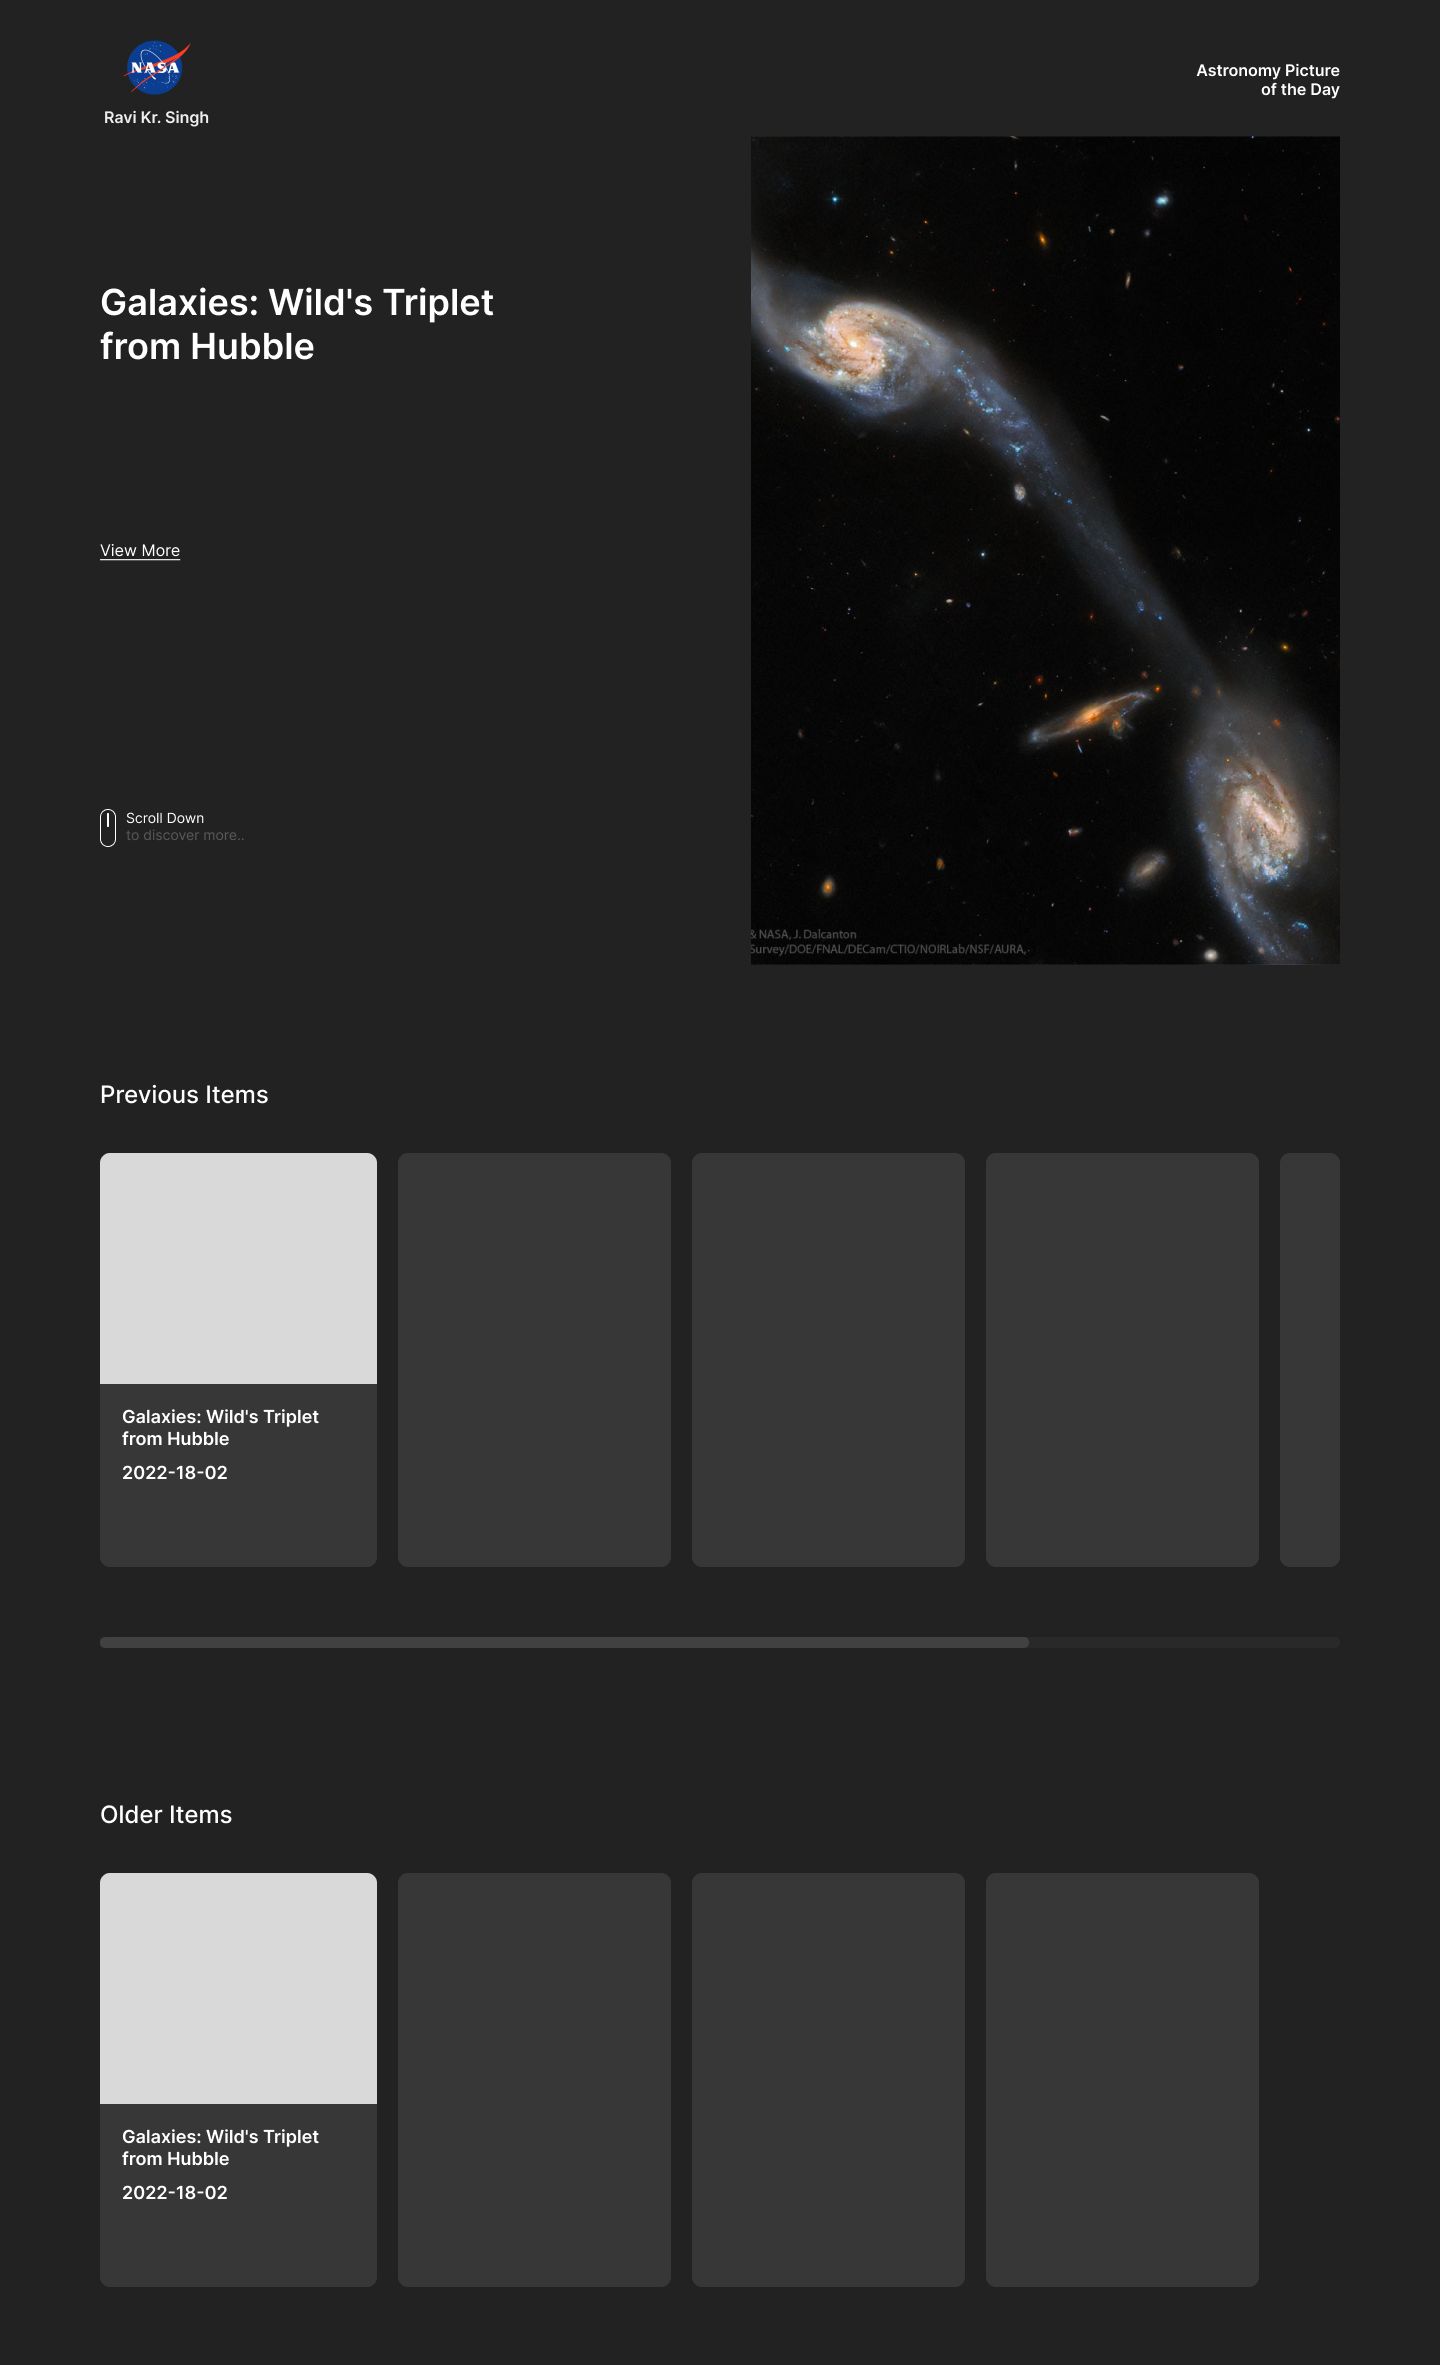 NASA
Ravi Kr. Singh
Astronomy Picture
of the Day
Galaxies: Wild's Triplet
from Hubble
View More
Scroll Down
to discover more..
& NASA, J. Dalcanton
Survey/DOE/FNAL/DECam/CTIO/NOIRLab/NSF/AURA,
Previous Items
Galaxies: Wild's Triplet
from Hubble
2022-18-02
Older Items
Galaxies: Wild's Triplet
from Hubble
2022-18-02